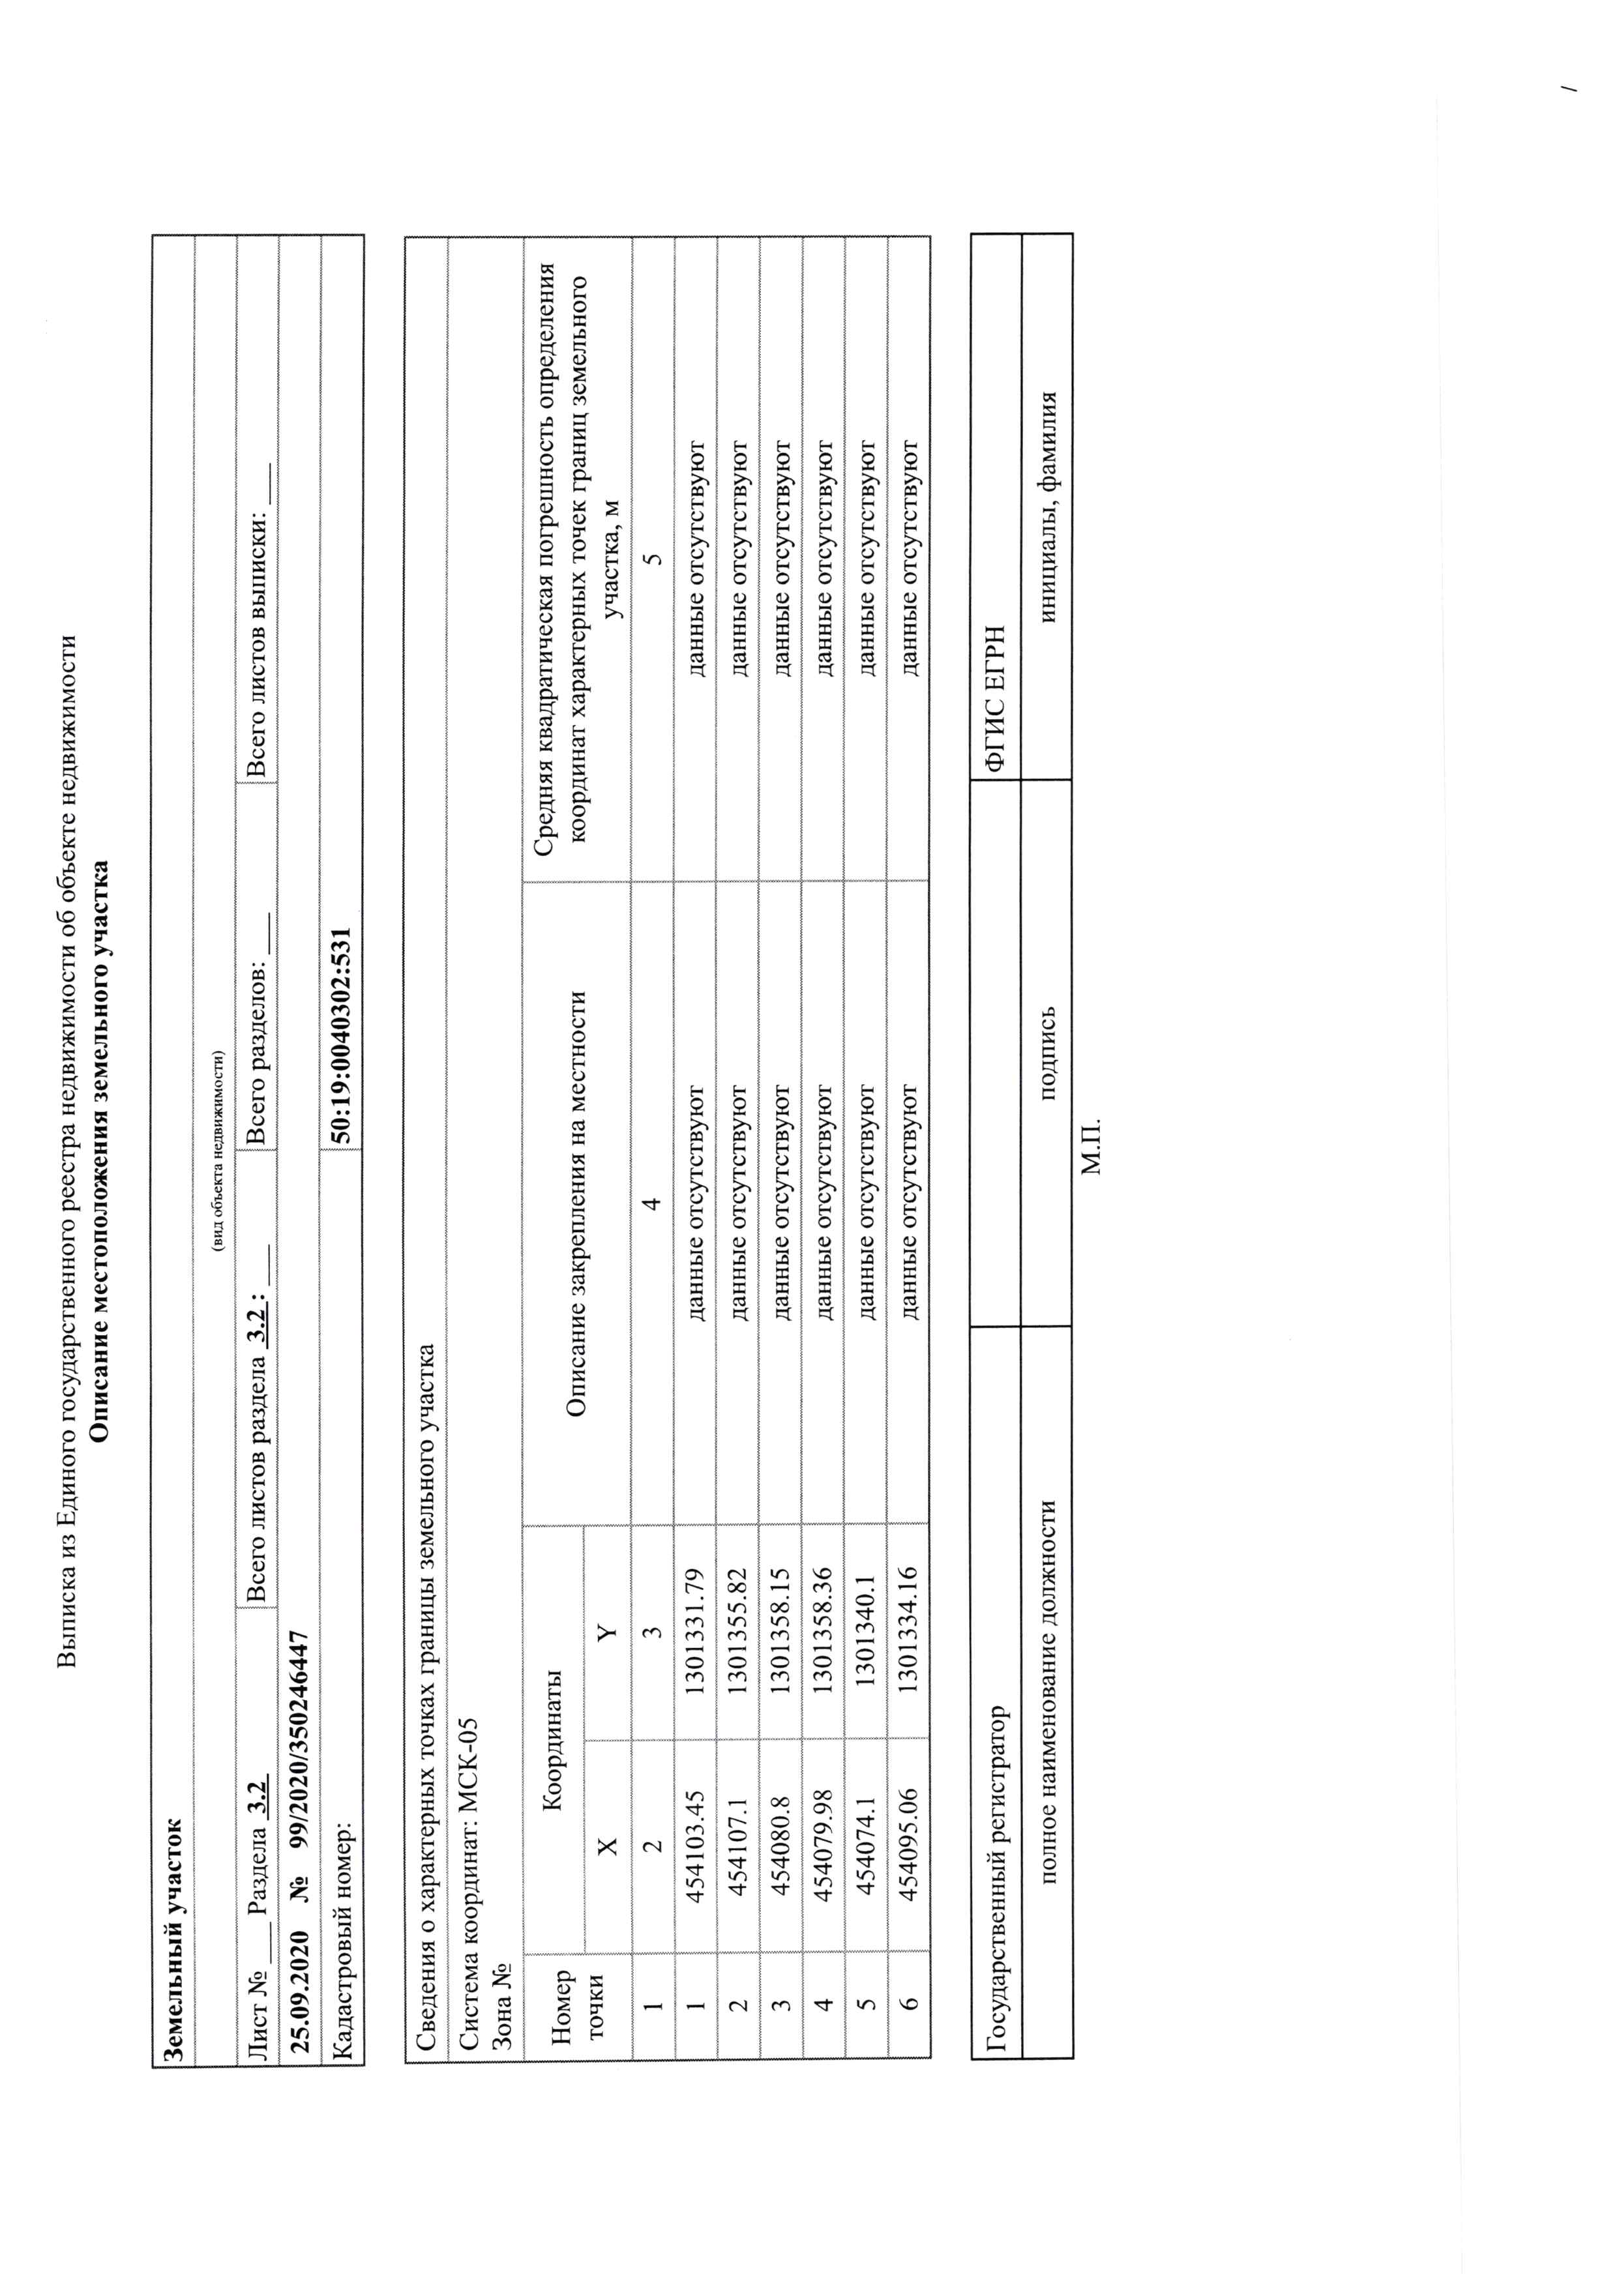 Выписка из Единого государственного реестра недвижимости об объекте недвижимости
Описание местоположения земельного участка
Земельный участок
(вид объекта недвижимости)
Лист № ___ Раздела 3.2 Всего листов раздела 3.2 : ___ Всего разделов: ___ Всего листов выписки: ___
25.09.2020 № 99/2020/350246447
Кадастровый номер: 50:19:0040302:531
Сведения о характерных точках границы земельного участка
Система координат: МСК-05
Зона №
Номер точки Координаты Описание закрепления на местности Средняя квадратическая погрешность определения
координат характерных точек границ земельного
участка, м
X Y
1 2 3 4 5
1 454103.45 1301331.79 данные отсутствуют данные отсутствуют
2 454107.1 1301355.82 данные отсутствуют данные отсутствуют
3 454080.8 1301358.15 данные отсутствуют данные отсутствуют
4 454079.98 1301358.36 данные отсутствуют данные отсутствуют
5 454074.1 1301340.1 данные отсутствуют данные отсутствуют
6 454095.06 1301334.16 данные отсутствуют данные отсутствуют
Государственный регистратор ФГИС ЕГРН
полное наименование должности подпись инициалы, фамилия
М.П.